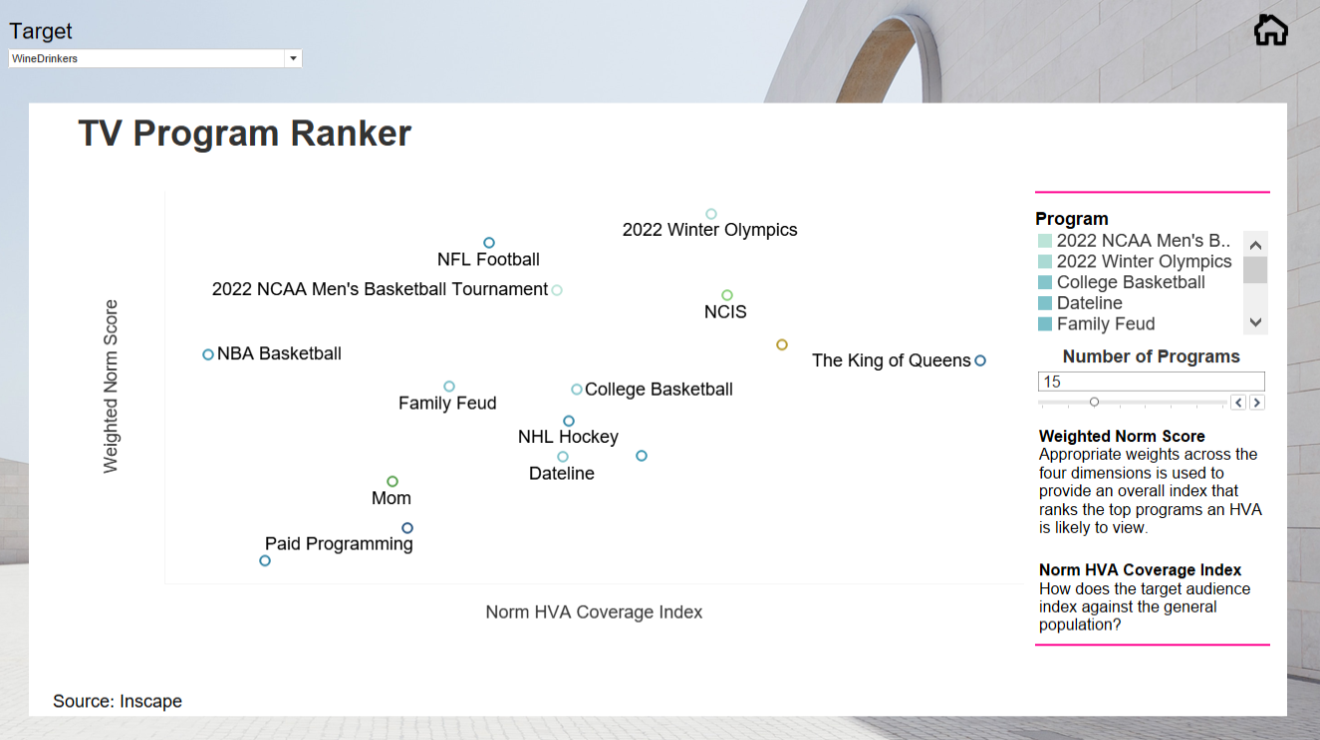 Target
WineDrinkers
TV Program Ranker
2022 Winter Olympics
NFL Football
2022 NCAA Men's Basketball Tournament
NCIS
NBA Basketball
The King of Queens
Family Feud
College Basketball
NHL Hockey
Dateline
Mom
Paid Programming
Weighted Norm Score
Norm HVA Coverage Index
Program
2022 NCAA Men's B..
2022 Winter Olympics
College Basketball
Dateline
Family Feud
Number of Programs
15
Weighted Norm Score
Appropriate weights across the
four dimensions is used to
provide an overall index that
ranks the top programs an HVA
is likely to view.
Norm HVA Coverage Index
How does the target audience
index against the general
population?
Source: Inscape